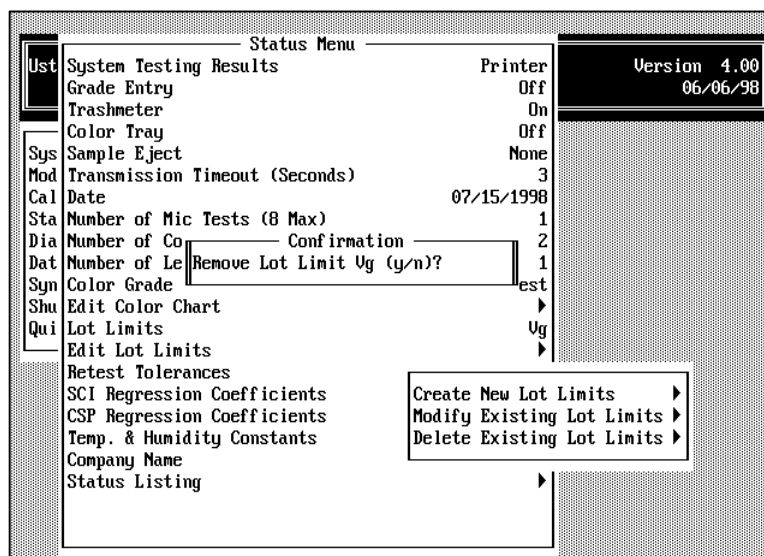 Status Menu
Ust
Version 4.00
06/06/98
System Testing Results Printer
Grade Entry Off
Trashmeter On
Color Tray Off
Sys Sample Eject None
Mod Transmission Timeout (Seconds) 3
Cal Date 07/15/1998
Sta Number of Mic Tests (8 Max) 1
Dia Number of Co 2
Confirmation
Dat Number of Le 1
Remove Lot Limit Vg (y/n)?
Syn Color Grade est
Shu Edit Color Chart
Qui Lot Limits Vg
Edit Lot Limits
Retest Tolerances
SCI Regression Coefficients
CSP Regression Coefficients
Temp. & Humidity Constants
Company Name
Status Listing
Create New Lot Limits
Modify Existing Lot Limits
Delete Existing Lot Limits